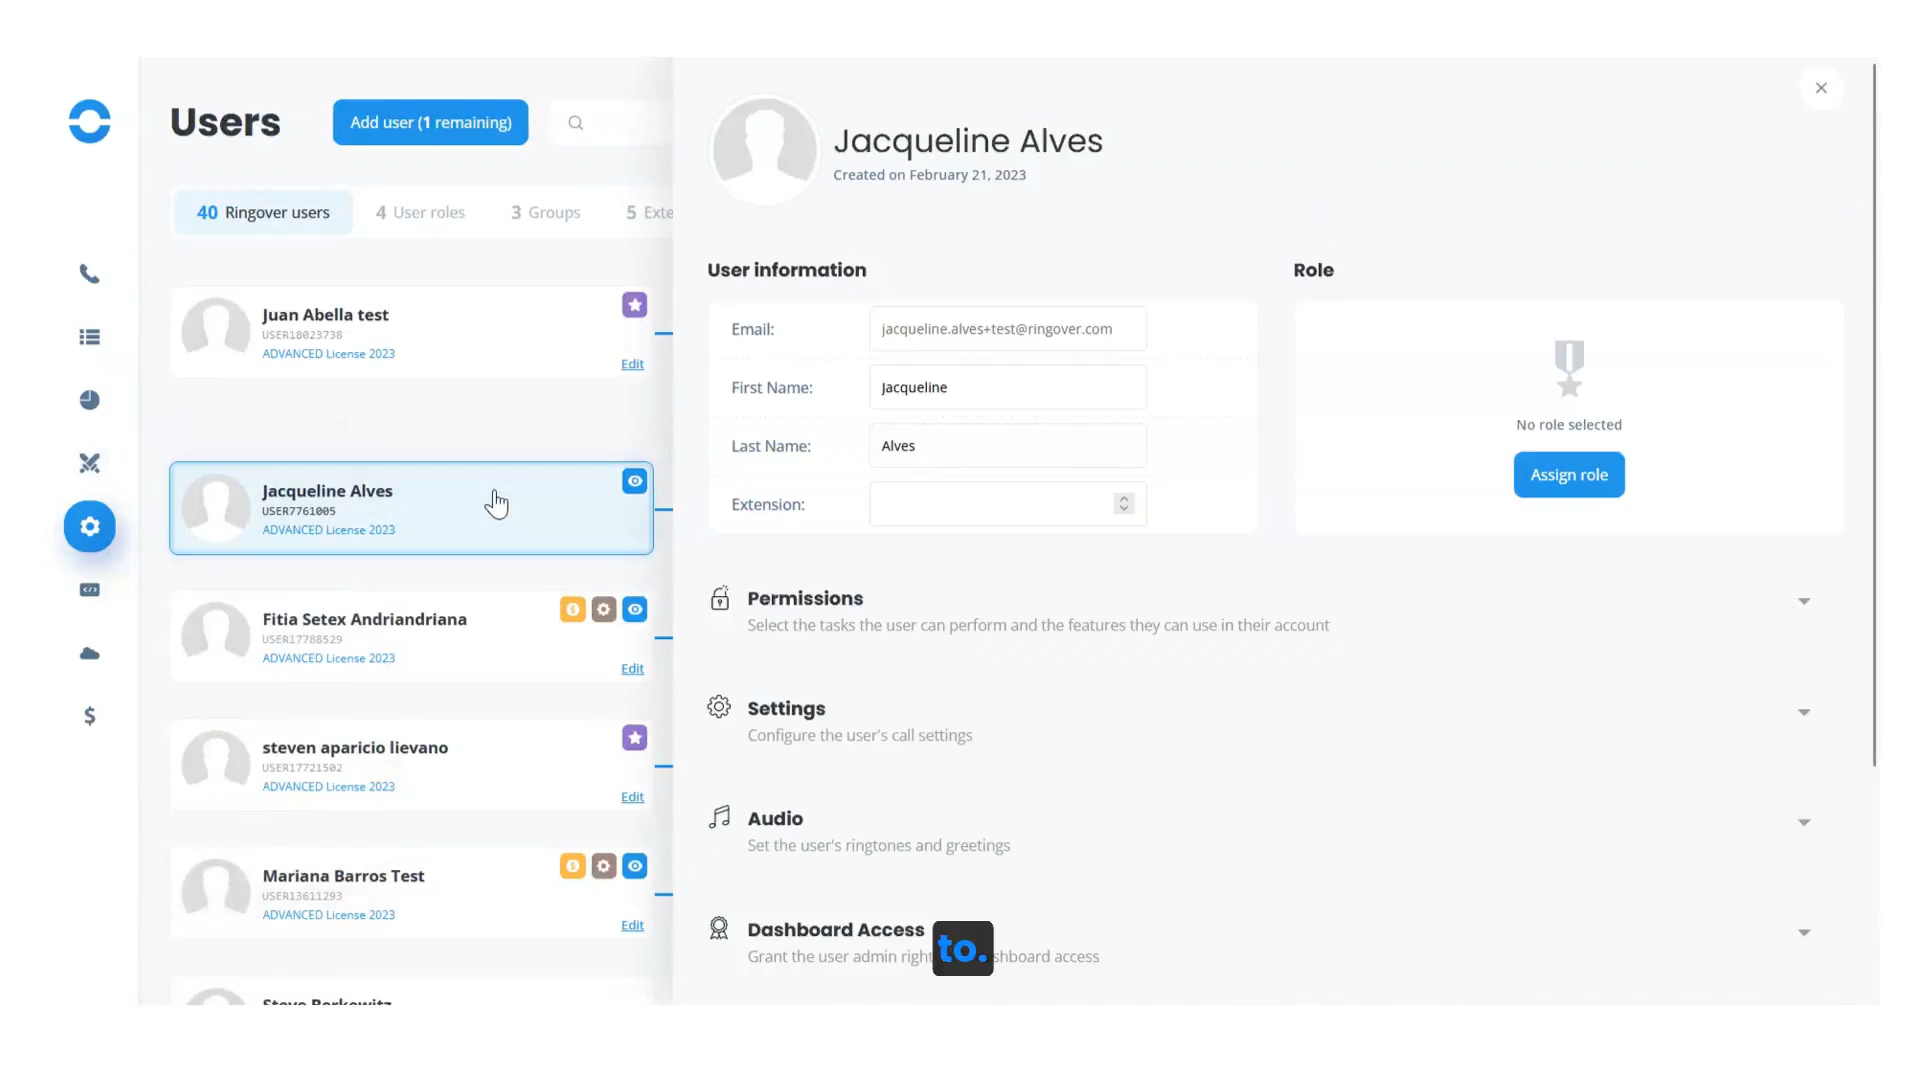 Users
Add user (1 remaining)
40 Ringover users
4 User roles
3 Groups
5 Exte
Juan Abella test
USER18023738
ADVANCED License 2023
Edit
Jacqueline Alves
USER7761005
ADVANCED License 2023
Fitia Setex Andriandriana
USER17788529
ADVANCED License 2023
Edit
steven aparicio lievano
USER17721502
ADVANCED License 2023
Edit
Mariana Barros Test
USER13611293
ADVANCED License 2023
Edit
Steve Berkowitz
Jacqueline Alves
Created on February 21, 2023
User information
Email: jacqueline.alves+test@ringover.com
First Name: Jacqueline
Last Name: Alves
Extension:
Role
No role selected
Assign role
Permissions
Select the tasks the user can perform and the features they can use in their account
Settings
Configure the user's call settings
Audio
Set the user's ringtones and greetings
Dashboard Access
Grant the user admin right shboard access
to.